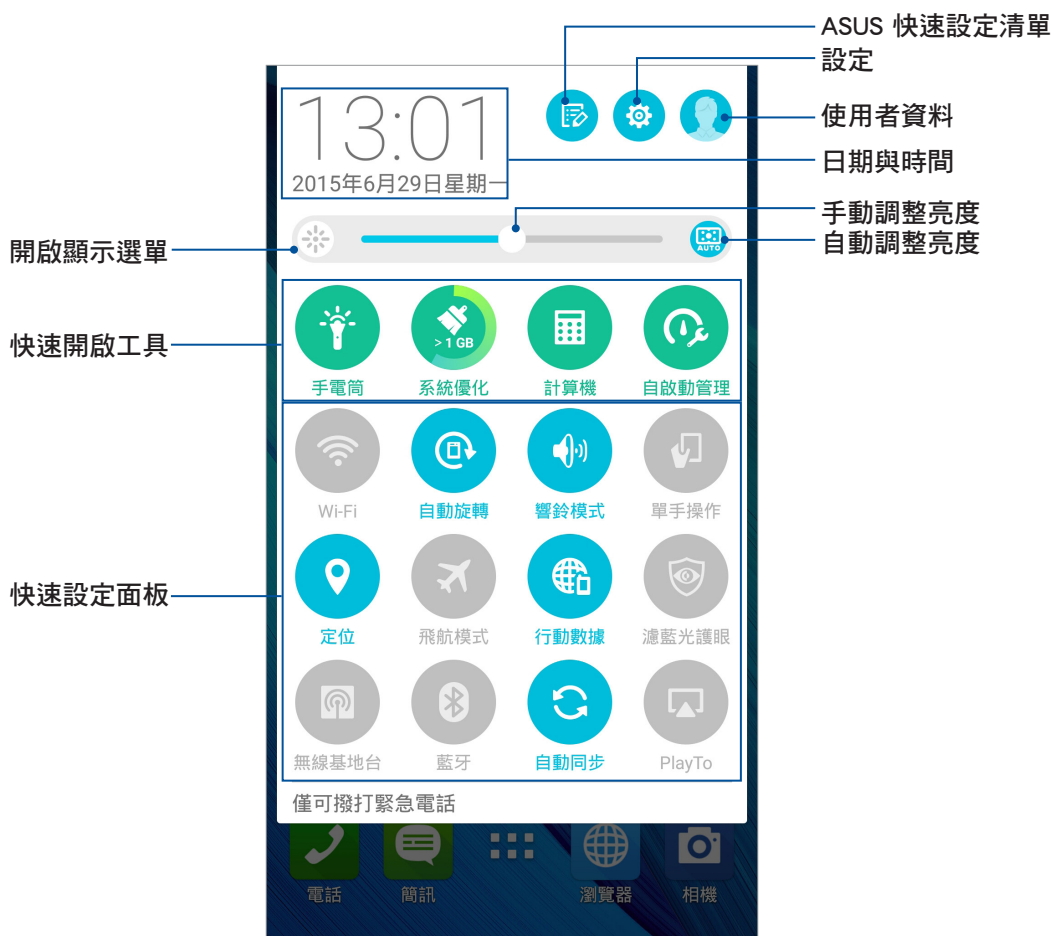 ASUS 快速設定清單
設定
使用者資料
日期與時間
手動調整亮度
自動調整亮度
開啟顯示選單
快速開啟工具
快速設定面板
13:01
2015年6月29日星期一
AUTO
> 1 GB
手電筒 系統優化 計算機 自啟動管理
Wi-Fi 自動旋轉 響鈴模式 單手操作
定位 飛航模式 行動數據 濾藍光護眼
無線基地台 藍牙 自動同步 PlayTo
僅可撥打緊急電話
電話 簡訊 瀏覽器 相機